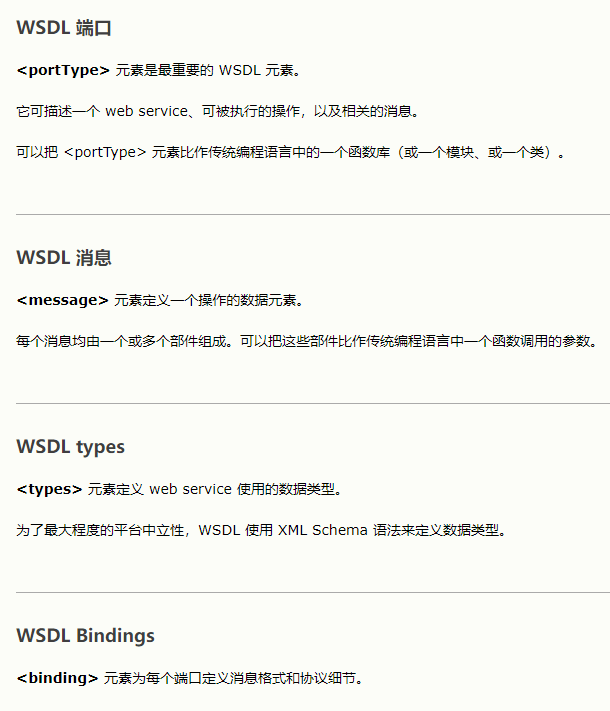 WSDL 端口
<portType> 元素是最重要的 WSDL 元素。
它可描述一个 web service、可被执行的操作，以及相关的消息。
可以把 <portType> 元素比作传统编程语言中的一个函数库（或一个模块、或一个类）。
WSDL 消息
<message> 元素定义一个操作的数据元素。
每个消息均由一个或多个部件组成。可以把这些部件比作传统编程语言中一个函数调用的参数。
WSDL types
<types> 元素定义 web service 使用的数据类型。
为了最大程度的平台中立性，WSDL 使用 XML Schema 语法来定义数据类型。
WSDL Bindings
<binding> 元素为每个端口定义消息格式和协议细节。